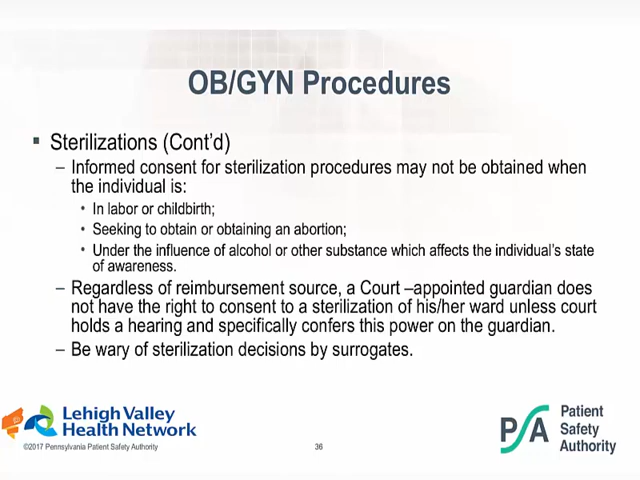 OB/GYN Procedures
▪ Sterilizations (Cont'd)
– Informed consent for sterilization procedures may not be obtained when
the individual is:
• In labor or childbirth;
• Seeking to obtain or obtaining an abortion;
• Under the influence of alcohol or other substance which affects the individual's state
of awareness.
– Regardless of reimbursement source, a Court –appointed guardian does
not have the right to consent to a sterilization of his/her ward unless court
holds a hearing and specifically confers this power on the guardian.
– Be wary of sterilization decisions by surrogates.
Lehigh Valley
Health Network
©2017 Pennsylvania Patient Safety Authority
36
PSA
Patient
Safety
Authority